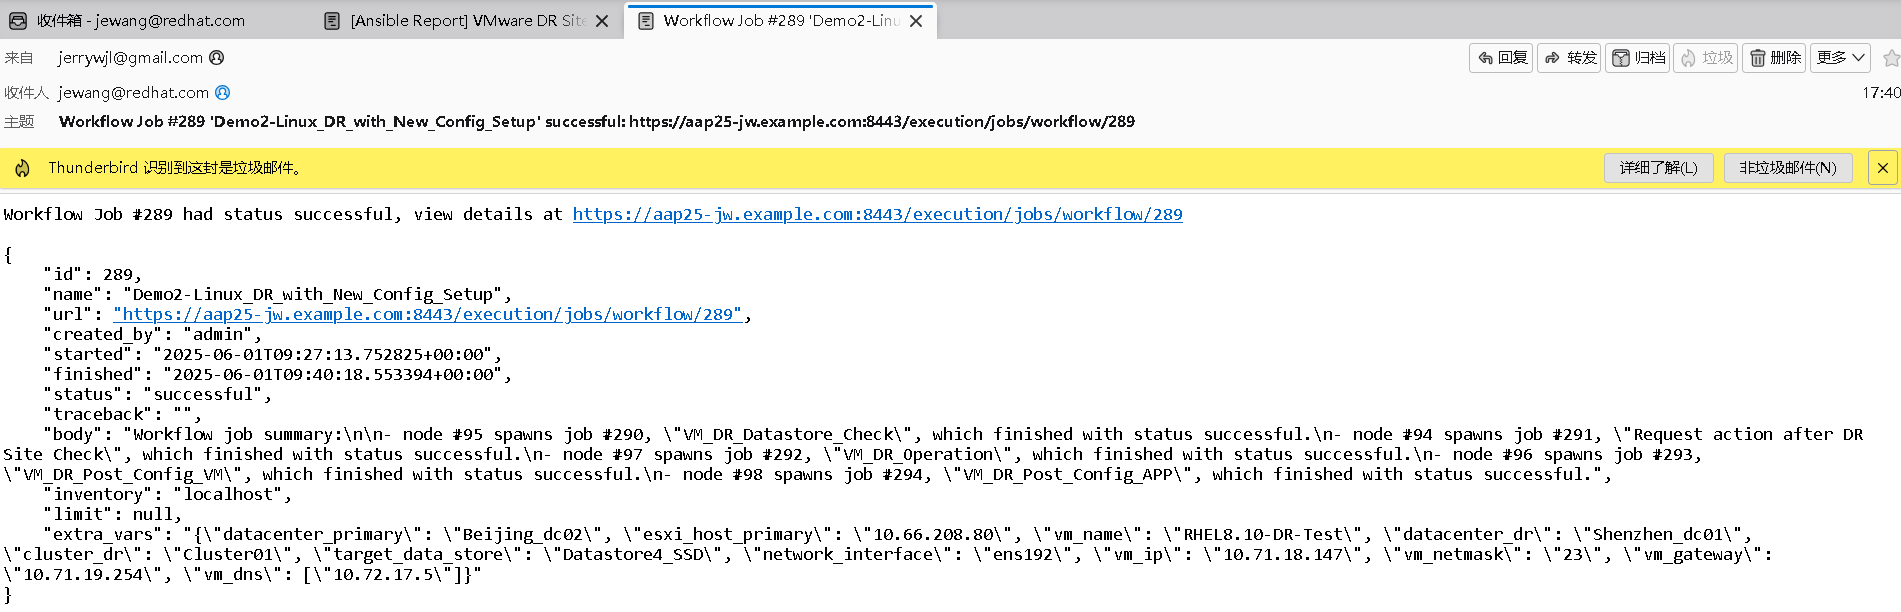 收件箱 - jewang@redhat.com
[Ansible Report] VMware DR Site
Workflow Job #289 'Demo2-Linu
来自 jerrywjl@gmail.com
回复 转发 归档 垃圾 删除 更多
收件人 jewang@redhat.com
17:40
主题 Workflow Job #289 'Demo2-Linux_DR_with_New_Config_Setup' successful: https://aap25-jw.example.com:8443/execution/jobs/workflow/289
Thunderbird 识别到这封是垃圾邮件。
详细了解(L) 非垃圾邮件(N)
Workflow Job #289 had status successful, view details at https://aap25-jw.example.com:8443/execution/jobs/workflow/289
{
"id": 289,
"name": "Demo2-Linux_DR_with_New_Config_Setup",
"url": "https://aap25-jw.example.com:8443/execution/jobs/workflow/289",
"created_by": "admin",
"started": "2025-06-01T09:27:13.752825+00:00",
"finished": "2025-06-01T09:40:18.553394+00:00",
"status": "successful",
"traceback": "",
"body": "Workflow job summary:\n\n- node #95 spawns job #290, \"VM_DR_Datastore_Check\", which finished with status successful.\n- node #94 spawns job #291, \"Request action after DR
Site Check\", which finished with status successful.\n- node #97 spawns job #292, \"VM_DR_Operation\", which finished with status successful.\n- node #96 spawns job #293,
\"VM_DR_Post_Config_VM\", which finished with status successful.\n- node #98 spawns job #294, \"VM_DR_Post_Config_APP\", which finished with status successful.",
"inventory": "localhost",
"limit": null,
"extra_vars": "{\"datacenter_primary\": \"Beijing_dc02\", \"esxi_host_primary\": \"10.66.208.80\", \"vm_name\": \"RHEL8.10-DR-Test\", \"datacenter_dr\": \"Shenzhen_dc01\",
\"cluster_dr\": \"Cluster01\", \"target_data_store\": \"Datastore4_SSD\", \"network_interface\": \"ens192\", \"vm_ip\": \"10.71.18.147\", \"vm_netmask\": \"23\", \"vm_gateway\":
\"10.71.19.254\", \"vm_dns\": [\"10.72.17.5\"]}"
}